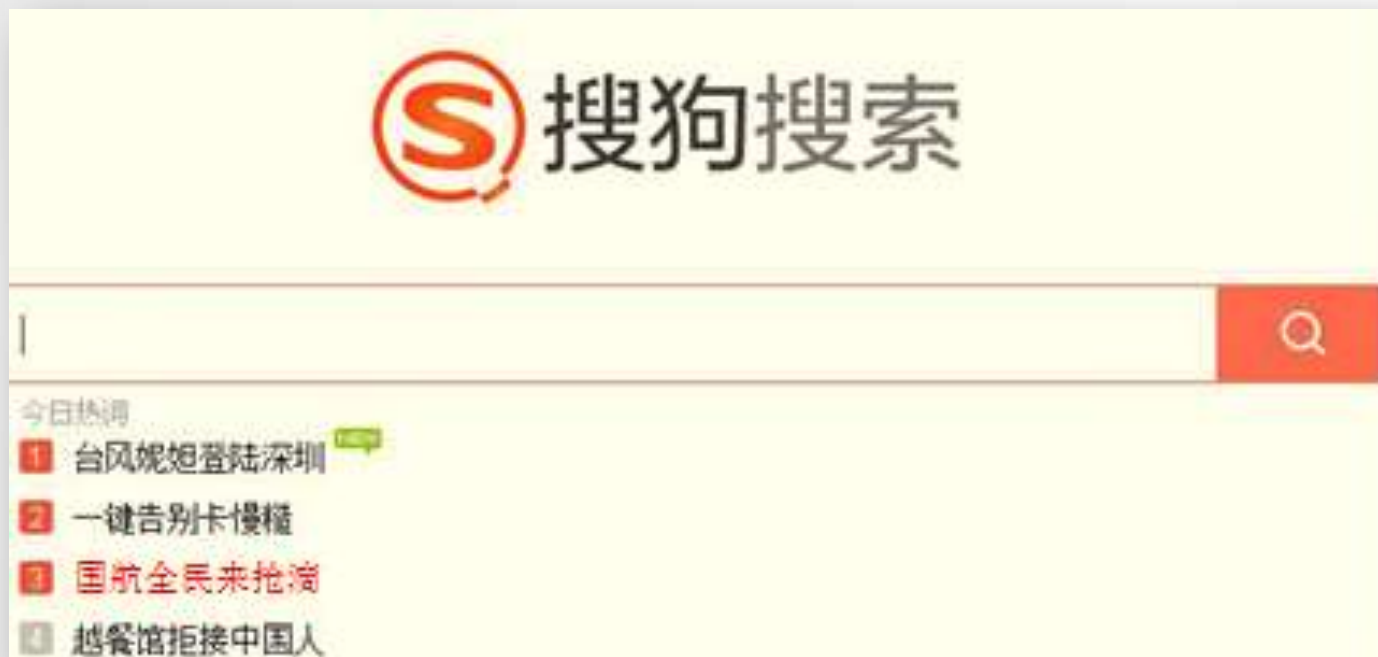 S 搜狗搜索
今日热词
1 台风妮妲登陆深圳 NEW
2 一键告别卡慢糙
3 国航全民来抢滴
4 越餐馆拒接中国人